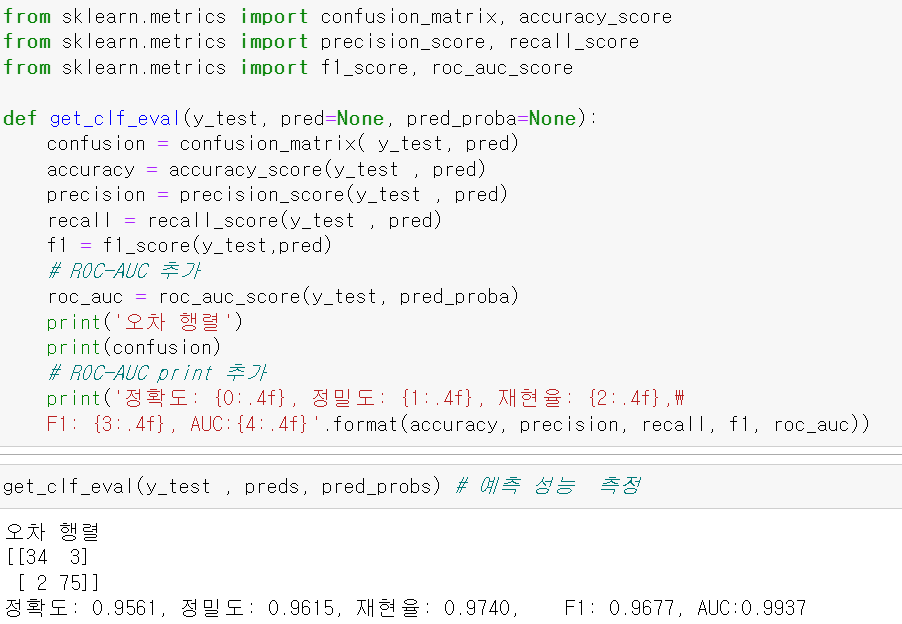 from sklearn.metrics import confusion_matrix, accuracy_score
from sklearn.metrics import precision_score, recall_score
from sklearn.metrics import f1_score, roc_auc_score
def get_clf_eval(y_test, pred=None, pred_proba=None):
confusion = confusion_matrix( y_test, pred)
accuracy = accuracy_score(y_test , pred)
precision = precision_score(y_test , pred)
recall = recall_score(y_test , pred)
f1 = f1_score(y_test,pred)
# ROC-AUC 추가
roc_auc = roc_auc_score(y_test, pred_proba)
print('오차 행렬')
print(confusion)
# ROC-AUC print 추가
print('정확도: {0:.4f}, 정밀도: {1:.4f}, 재현율: {2:.4f},₩
F1: {3:.4f}, AUC:{4:.4f}'.format(accuracy, precision, recall, f1, roc_auc))
get_clf_eval(y_test , preds, pred_probs) # 예측 성능  측정
오차 행렬
[[34  3]
[ 2 75]]
정확도: 0.9561, 정밀도: 0.9615, 재현율: 0.9740,    F1: 0.9677, AUC:0.9937